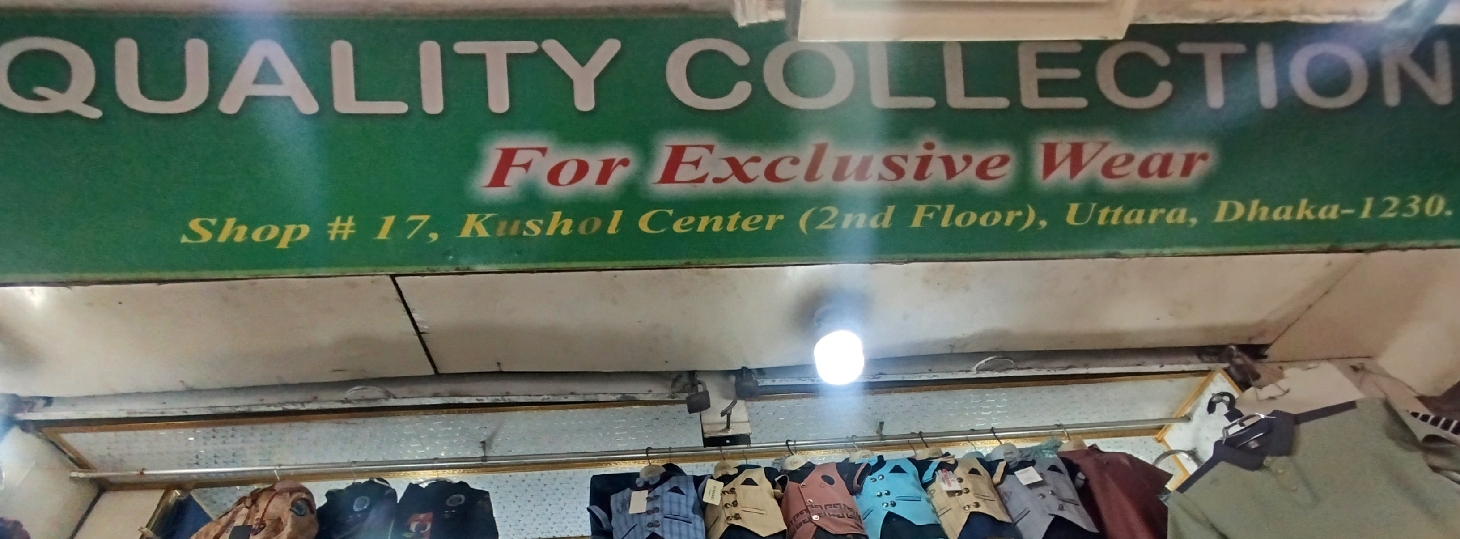 QUALITY COLLECTION
For Exclusive Wear
Shop # 17, Kushol Center (2nd Floor), Uttara, Dhaka-1230.